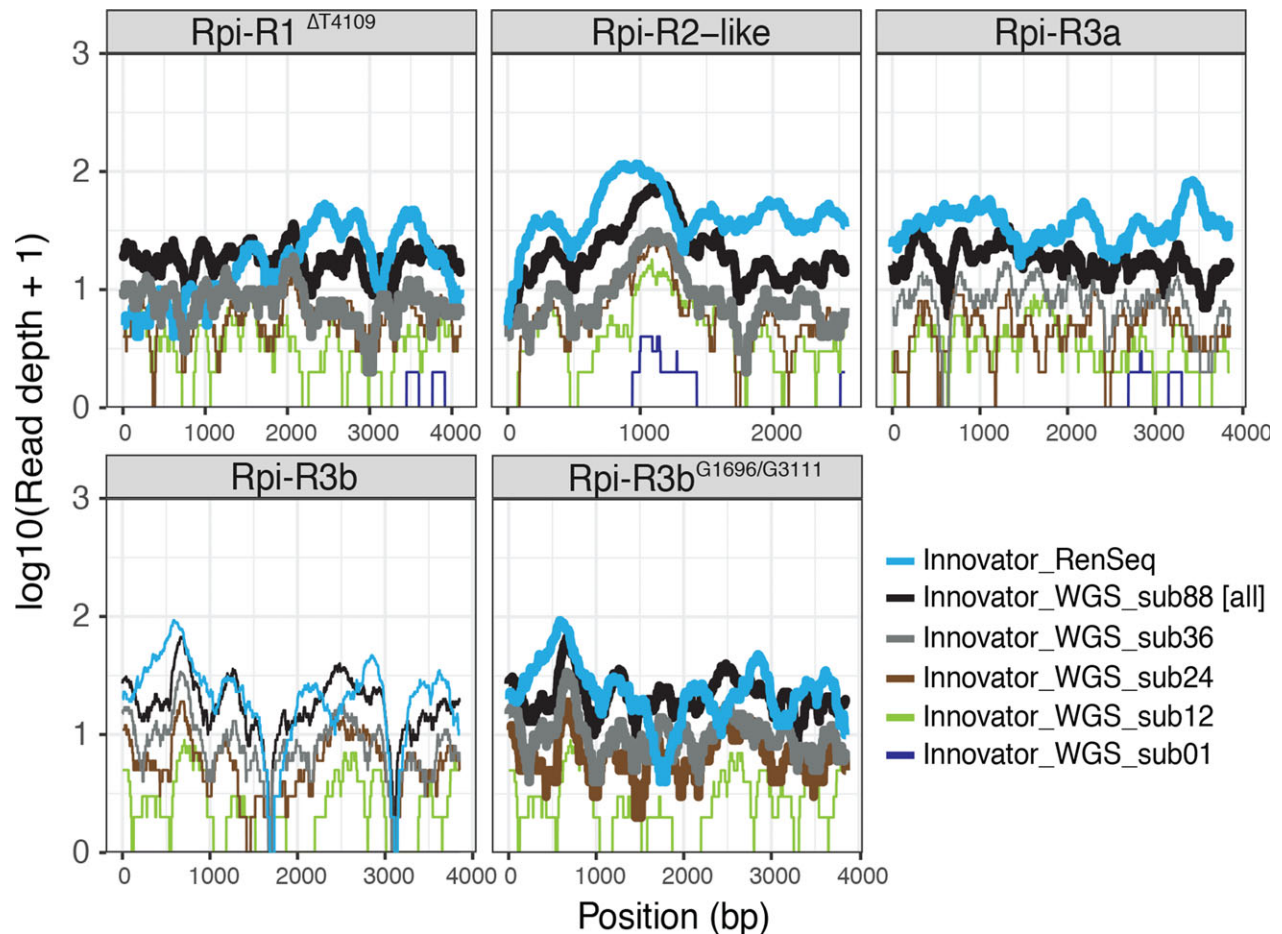 Rpi-R1 ΔT4109
Rpi-R2–like
Rpi-R3a
3
2
1
0
0 1000 2000 3000 4000
0 1000 2000
0 1000 2000 3000 4000
log10(Read depth + 1)
Rpi-R3b
Rpi-R3b G1696/G3111
3
2
1
0
0 1000 2000 3000 4000
0 1000 2000 3000 4000
Position (bp)
Innovator_RenSeq
Innovator_WGS_sub88 [all]
Innovator_WGS_sub36
Innovator_WGS_sub24
Innovator_WGS_sub12
Innovator_WGS_sub01